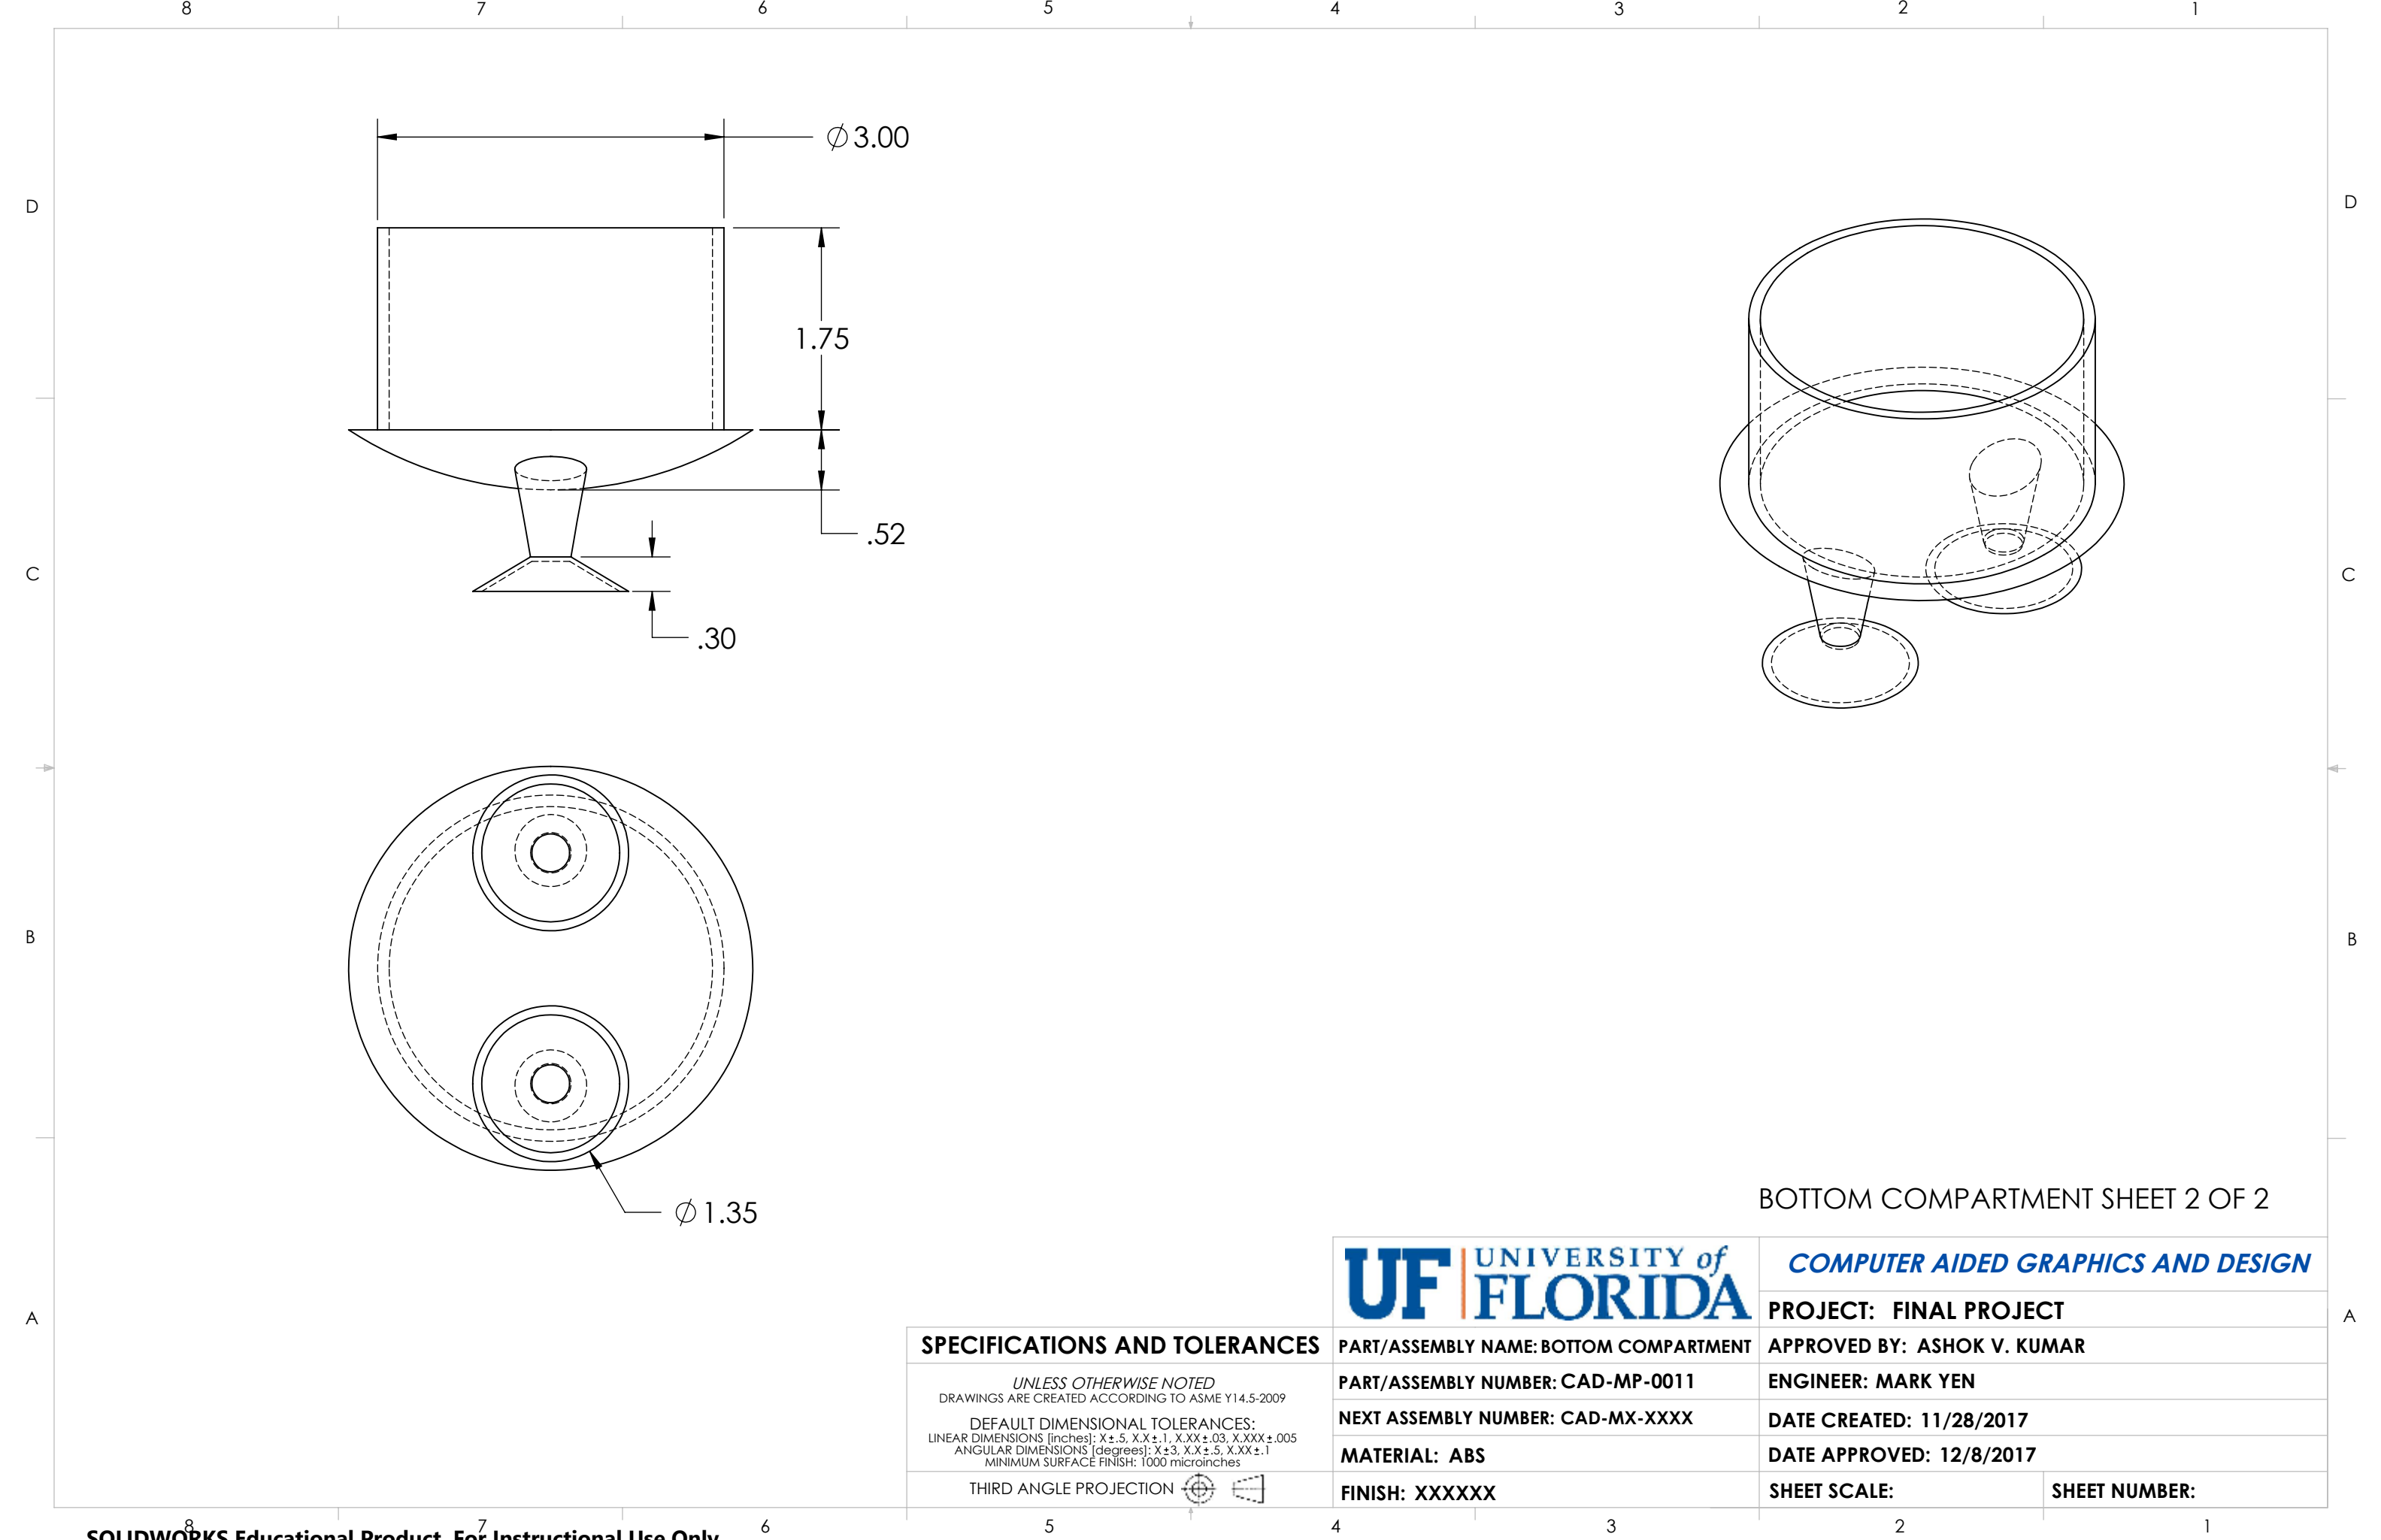 8 7 6 5 4 3 2 1
D D
C C
B B
A A
∅3.00
1.75
.52
.30
∅1.35
BOTTOM COMPARTMENT SHEET 2 OF 2
UF UNIVERSITY of FLORIDA
COMPUTER AIDED GRAPHICS AND DESIGN
PROJECT: FINAL PROJECT
SPECIFICATIONS AND TOLERANCES
UNLESS OTHERWISE NOTED
DRAWINGS ARE CREATED ACCORDING TO ASME Y14.5-2009
DEFAULT DIMENSIONAL TOLERANCES:
LINEAR DIMENSIONS [inches]: X±.5, X.X±.1, X.XX±.03, X.XXX±.005
ANGULAR DIMENSIONS [degrees]: X±3, X.X±.5, X.XX±.1
MINIMUM SURFACE FINISH: 1000 microinches
THIRD ANGLE PROJECTION
PART/ASSEMBLY NAME: BOTTOM COMPARTMENT
PART/ASSEMBLY NUMBER: CAD-MP-0011
NEXT ASSEMBLY NUMBER: CAD-MX-XXXX
MATERIAL: ABS
FINISH: XXXXXX
APPROVED BY: ASHOK V. KUMAR
ENGINEER: MARK YEN
DATE CREATED: 11/28/2017
DATE APPROVED: 12/8/2017
SHEET SCALE:
SHEET NUMBER:
8 7 6 5 4 3 2 1
SOLIDWORKS Educational Product. For Instructional Use Only.